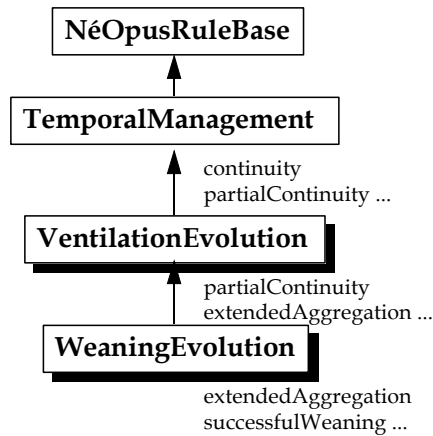 NéOpusRuleBase
TemporalManagement
continuity
partialContinuity ...
VentilationEvolution
partialContinuity
extendedAggregation ...
WeaningEvolution
extendedAggregation
successfulWeaning ...